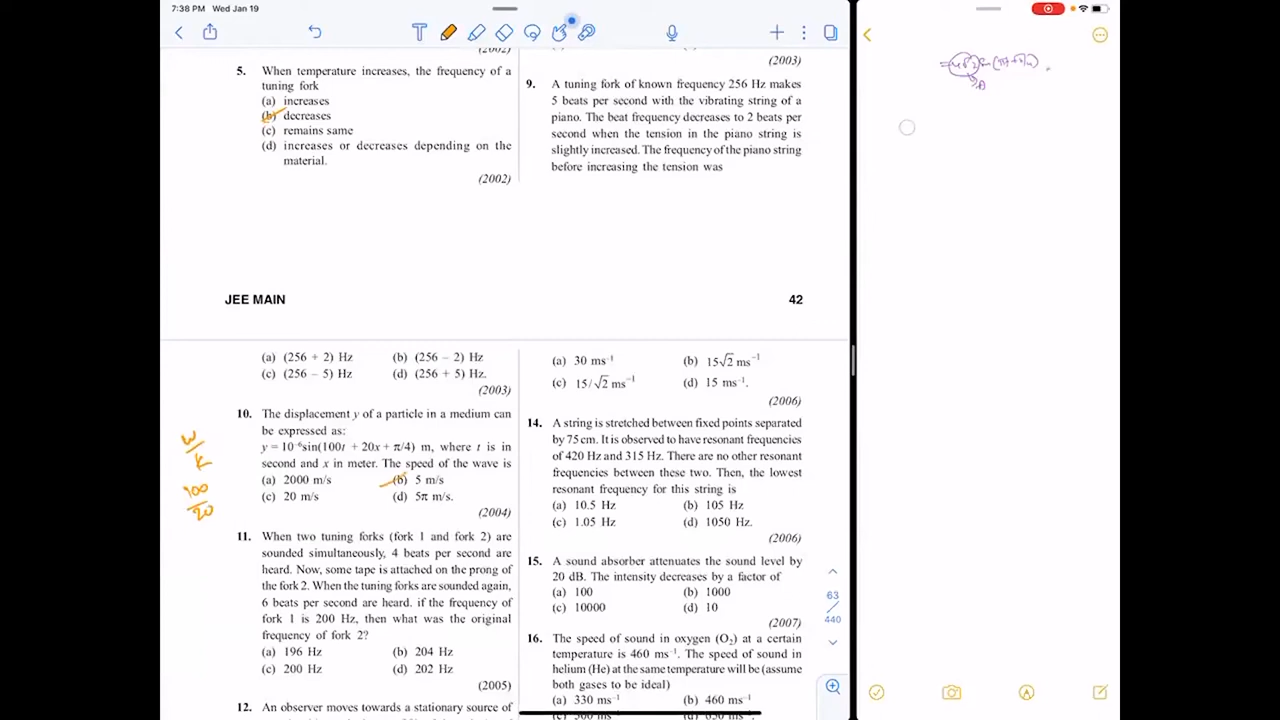 7:38 PM Wed Jan 19
(2002)
5. When temperature increases, the frequency of a
tuning fork
(a) increases
(b) decreases
(c) remains same
(d) increases or decreases depending on the
material.
(2002)
(2003)
9. A tuning fork of known frequency 256 Hz makes
5 beats per second with the vibrating string of a
piano. The beat frequency decreases to 2 beats per
second when the tension in the piano string is
slightly increased. The frequency of the piano string
before increasing the tension was
JEE MAIN 42
(a) (256 + 2) Hz (b) (256 – 2) Hz
(c) (256 – 5) Hz (d) (256 + 5) Hz.
(2003)
10. The displacement y of a particle in a medium can
be expressed as:
y = 10⁻⁶sin(100t + 20x + π/4) m, where t is in
second and x in meter. The speed of the wave is
(a) 2000 m/s (b) 5 m/s
(c) 20 m/s (d) 5π m/s.
(2004)
w/k
100/20
11. When two tuning forks (fork 1 and fork 2) are
sounded simultaneously, 4 beats per second are
heard. Now, some tape is attached on the prong of
the fork 2. When the tuning forks are sounded again,
6 beats per second are heard. if the frequency of
fork 1 is 200 Hz, then what was the original
frequency of fork 2?
(a) 196 Hz (b) 204 Hz
(c) 200 Hz (d) 202 Hz
(2005)
12. An observer moves towards a stationary source of
(a) 30 ms⁻¹ (b) 15√2 ms⁻¹
(c) 15/√2 ms⁻¹ (d) 15 ms⁻¹.
(2006)
14. A string is stretched between fixed points separated
by 75 cm. It is observed to have resonant frequencies
of 420 Hz and 315 Hz. There are no other resonant
frequencies between these two. Then, the lowest
resonant frequency for this string is
(a) 10.5 Hz (b) 105 Hz
(c) 1.05 Hz (d) 1050 Hz.
(2006)
15. A sound absorber attenuates the sound level by
20 dB. The intensity decreases by a factor of
(a) 100 (b) 1000
(c) 10000 (d) 10
(2007)
16. The speed of sound in oxygen (O₂) at a certain
temperature is 460 ms⁻¹. The speed of sound in
helium (He) at the same temperature will be (assume
both gases to be ideal)
(a) 330 ms⁻¹ (b) 460 ms⁻¹
63
/
440